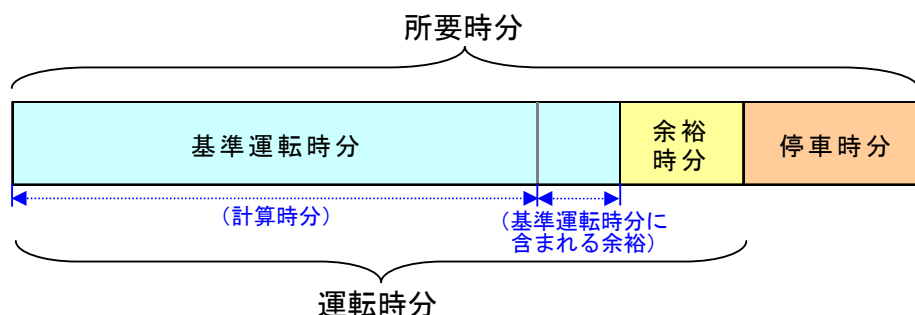 所要時分
基準運転時分
余裕
時分
停車時分
(計算時分)
(基準運転時分に
含まれる余裕)
運転時分